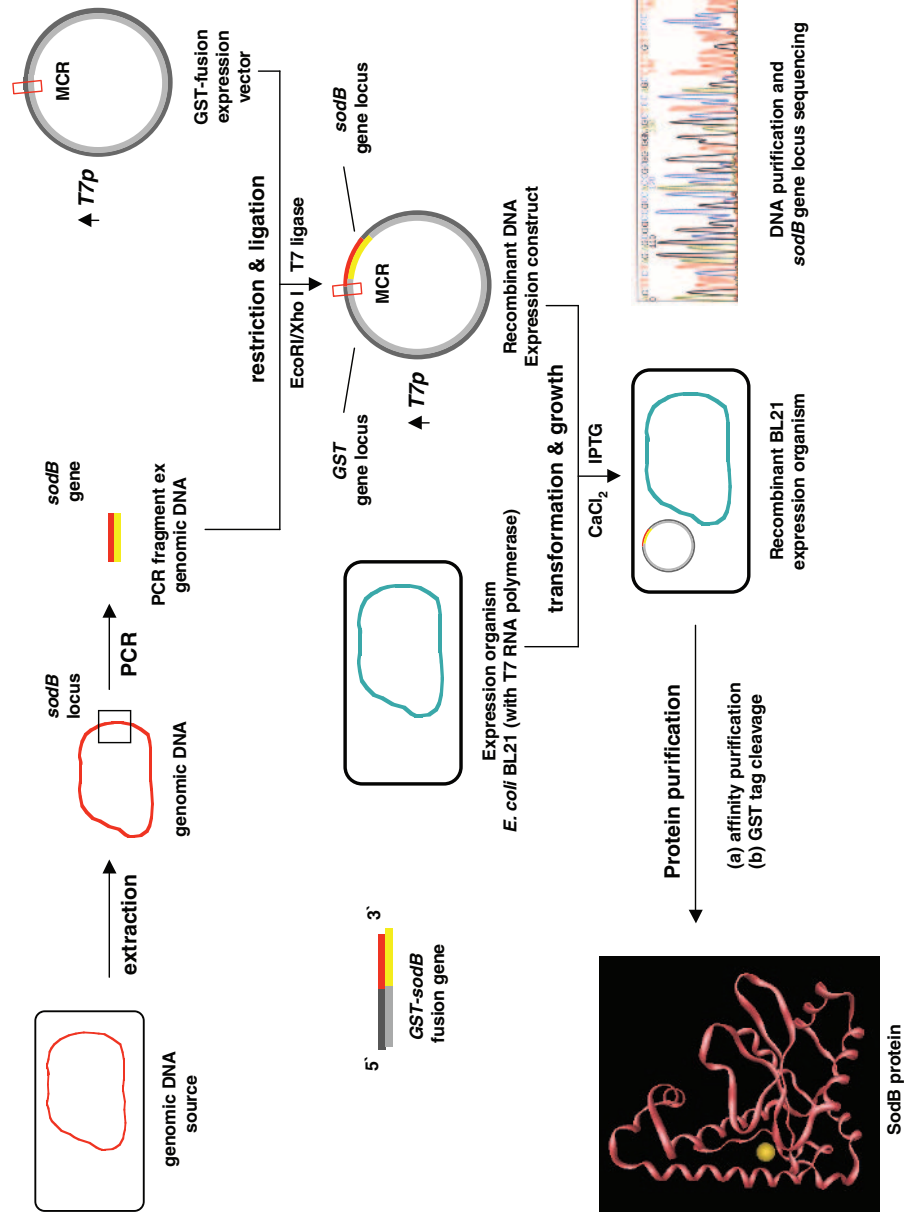 genomic DNA
source
extraction
sodB
locus
genomic DNA
PCR
sodB
gene
PCR fragment ex
genomic DNA
T7p
MCR
GST-fusion
expression
vector
restriction & ligation
EcoRI/Xho I
T7 ligase
5`
3`
GST-sodB
fusion gene
Expression organism
E. coli BL21 (with T7 RNA polymerase)
GST
gene locus
sodB
gene locus
MCR
T7p
Recombinant DNA
Expression construct
transformation & growth
CaCl₂
IPTG
SodB protein
Protein purification
(a) affinity purification
(b) GST tag cleavage
Recombinant BL21
expression organism
DNA purification and
sodB gene locus sequencing